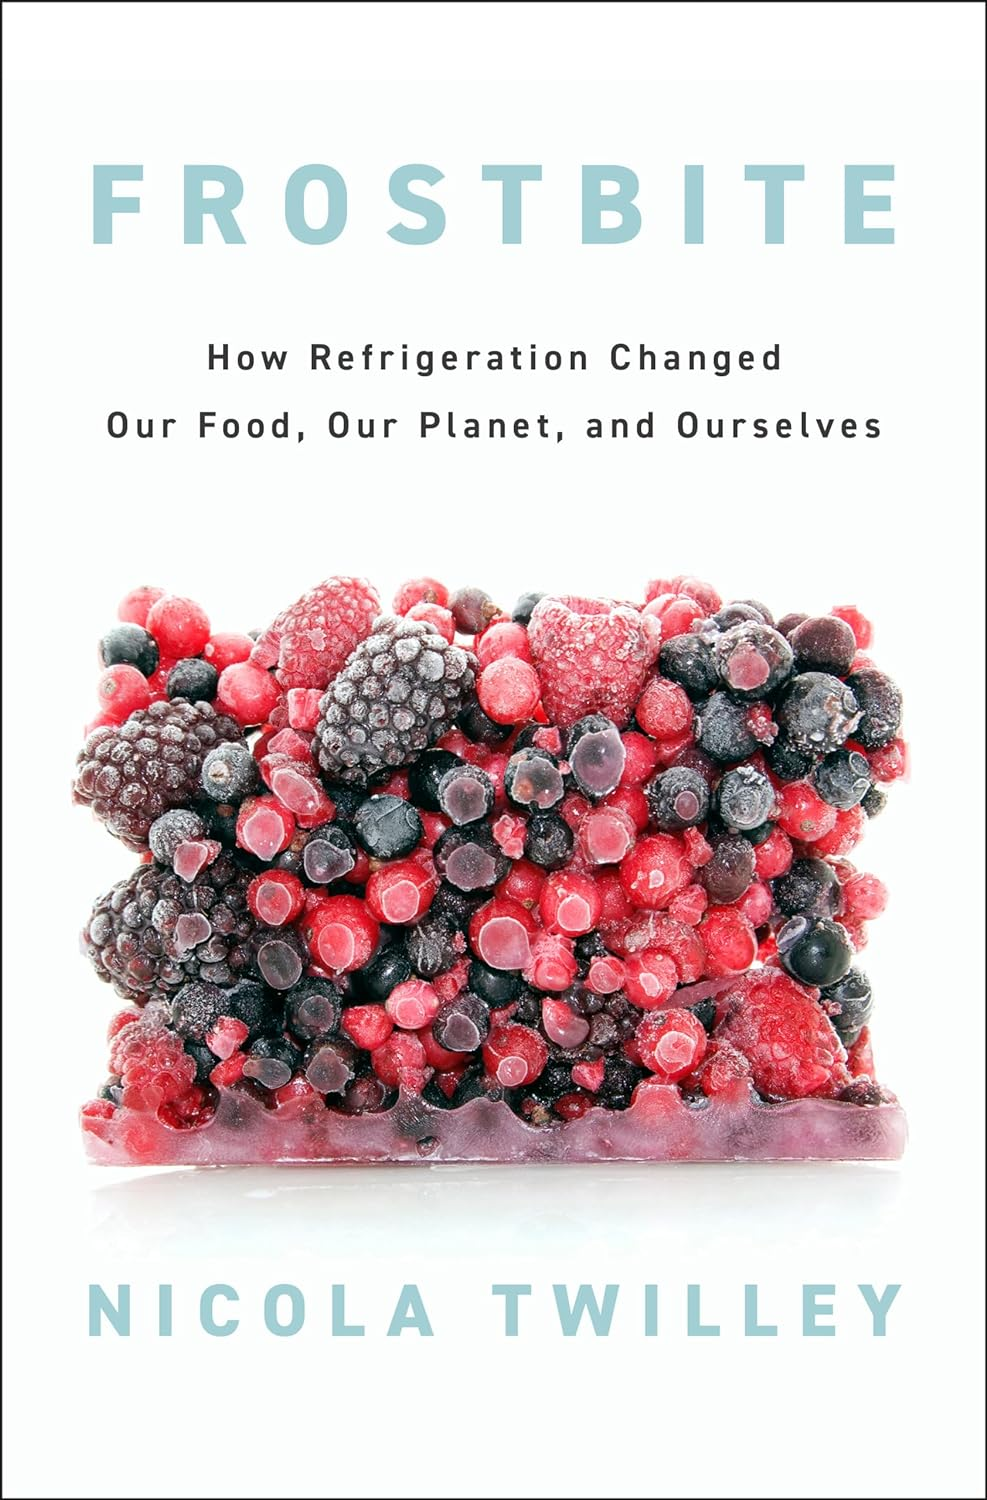 FROSTBITE
How Refrigeration Changed
Our Food, Our Planet, and Ourselves
NICOLA TWILLEY